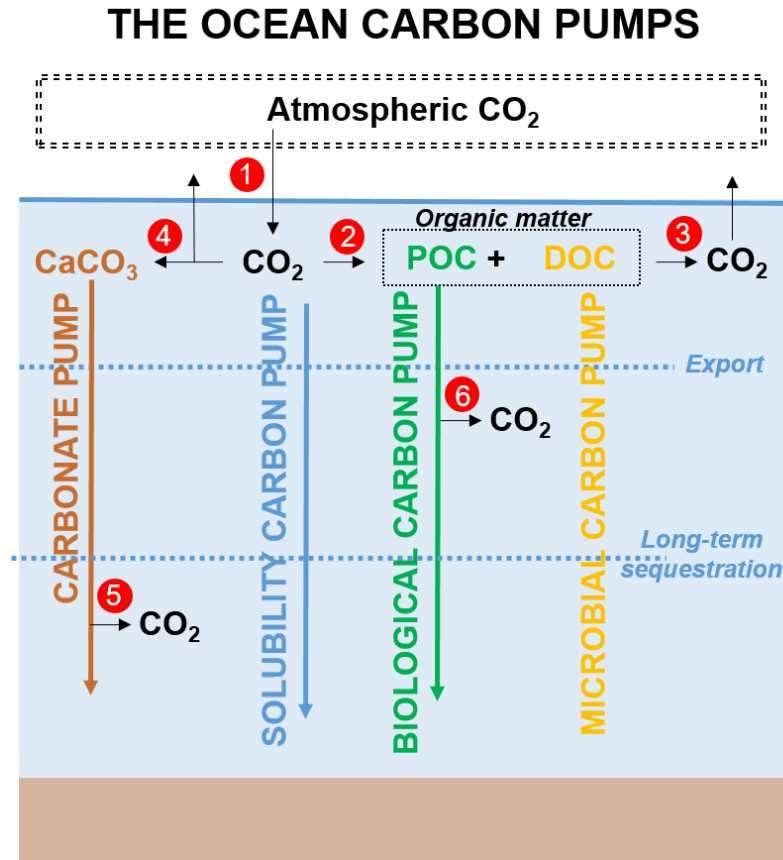 THE OCEAN CARBON PUMPS
Atmospheric CO₂
1
Organic matter
4
2
3
CaCO₃
CO₂
POC +
DOC
CO₂
Export
6
CO₂
Long-term
sequestration
5
CO₂
CARBONATE PUMP
SOLUBILITY CARBON PUMP
BIOLOGICAL CARBON PUMP
MICROBIAL CARBON PUMP